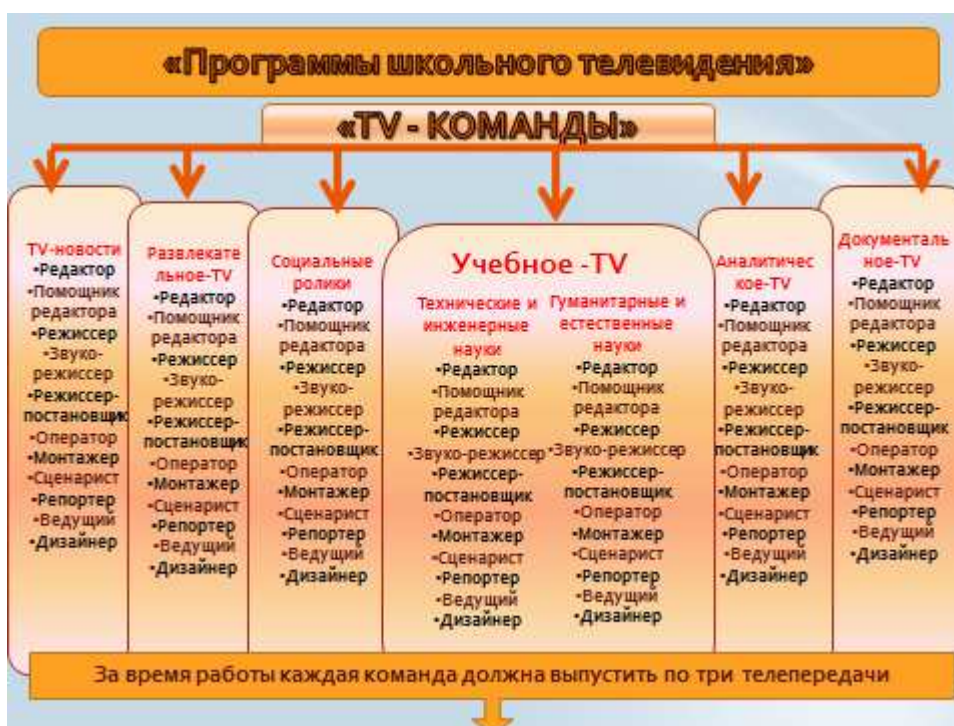 «Программы школьного телевидения»
«TV - КОМАНДЫ»
TV-новости
•Редактор
•Помощник
редактора
•Режиссер
•Звуко-
режиссер
•Режиссер-
постановщик
•Оператор
•Монтажер
•Сценарист
•Репортер
•Ведущий
•Дизайнер
Развлекате
льное-TV
•Редактор
•Помощник
редактора
•Режиссер
•Звуко-
режиссер
•Режиссер-
постановщик
•Оператор
•Монтажер
•Сценарист
•Репортер
•Ведущий
•Дизайнер
Социальные
ролики
•Редактор
•Помощник
редактора
•Режиссер
•Звуко-
режиссер
•Режиссер-
постановщик
•Оператор
•Монтажер
•Сценарист
•Репортер
•Ведущий
•Дизайнер
Учебное -TV
Технические и
инженерные
науки
•Редактор
•Помощник
редактора
•Режиссер
•Звуко-режиссер
•Режиссер-
постановщик
•Оператор
•Монтажер
•Сценарист
•Репортер
•Ведущий
•Дизайнер
Гуманитарные и
естественные
науки
•Редактор
•Помощник
редактора
•Режиссер
•Звуко-режиссер
•Режиссер-
постановщик
•Оператор
•Монтажер
•Сценарист
•Репортер
•Ведущий
•Дизайнер
Аналитичес
кое-TV
•Редактор
•Помощник
редактора
•Режиссер
•Звуко-
режиссер
•Режиссер-
постановщик
•Оператор
•Монтажер
•Сценарист
•Репортер
•Ведущий
•Дизайнер
Документаль
ное-TV
•Редактор
•Помощник
редактора
•Режиссер
•Звуко-
режиссер
•Режиссер-
постановщик
•Оператор
•Монтажер
•Сценарист
•Репортер
•Ведущий
•Дизайнер
За время работы каждая команда должна выпустить по три телепередачи